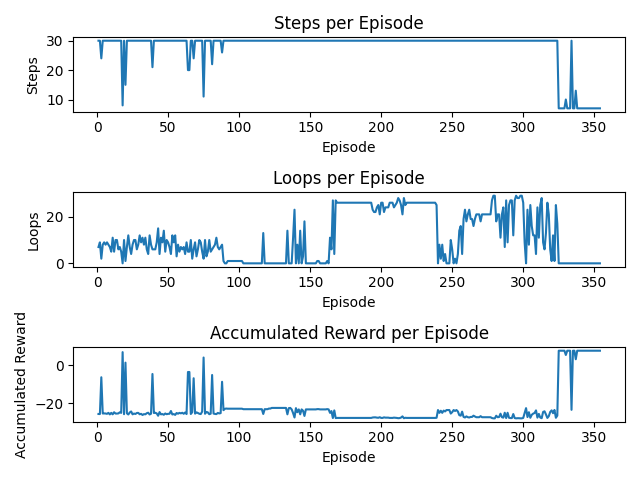 Steps per Episode
30
20
10
Steps
0 50 100 150 200 250 300 350
Episode
Loops per Episode
20
0
Loops
0 50 100 150 200 250 300 350
Episode
Accumulated Reward per Episode
0
−20
Accumulated Reward
0 50 100 150 200 250 300 350
Episode